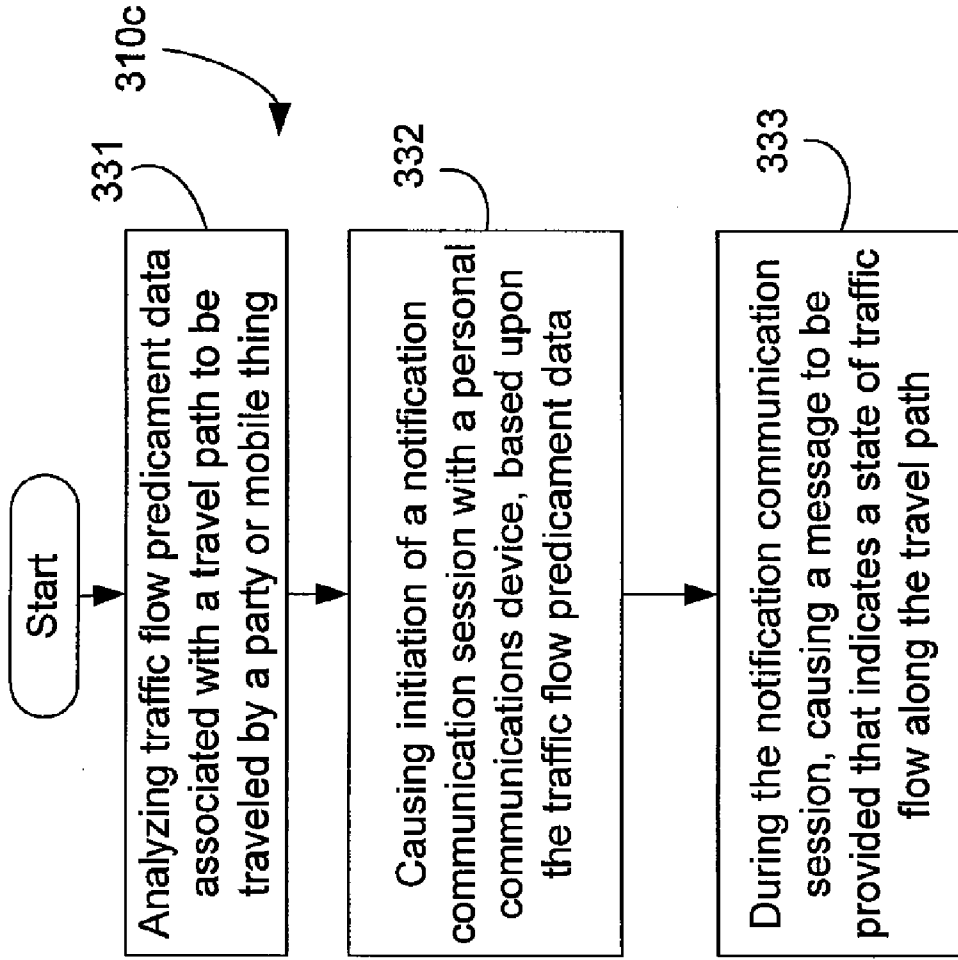 Start
310c
331
Analyzing traffic flow predicament data
associated with a travel path to be
traveled by a party or mobile thing
332
Causing initiation of a notification
communication session with a personal
communications device, based upon
the traffic flow predicament data
333
During the notification communication
session, causing a message to be
provided that indicates a state of traffic
flow along the travel path